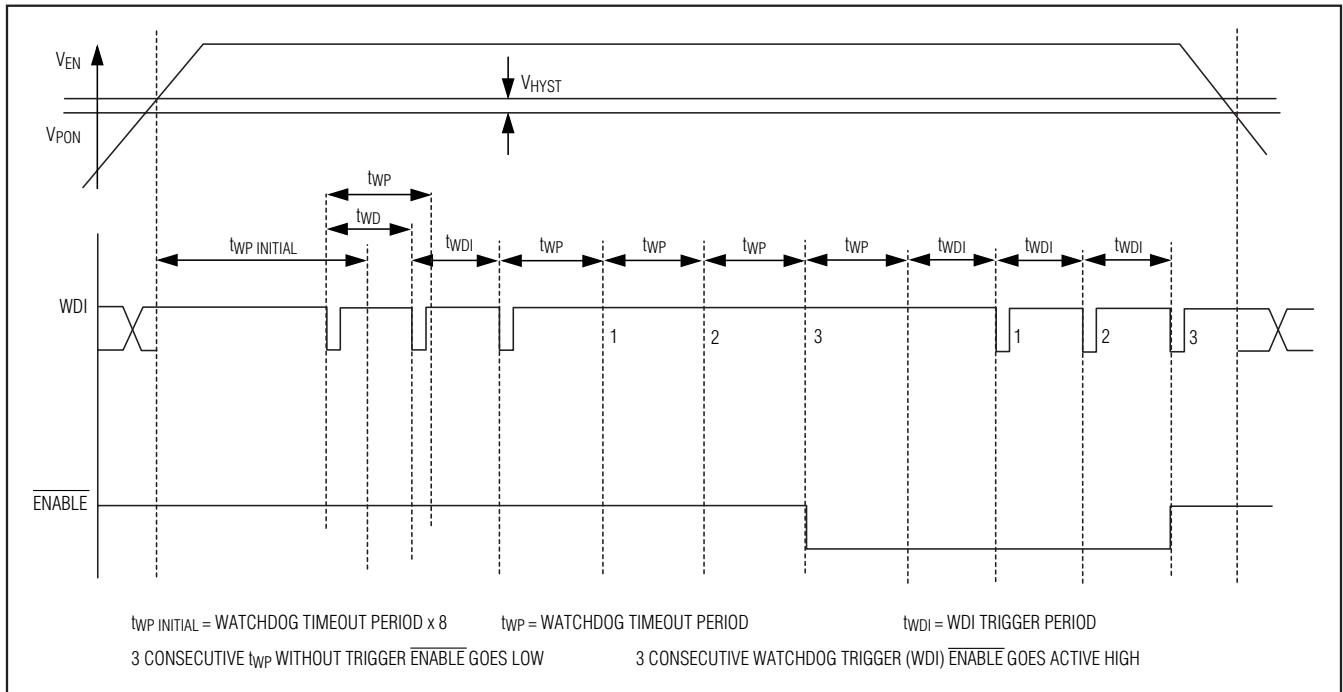 VEN
VHYST
VPON
tWP
tWD
tWP INITIAL
tWDI
tWP
tWP
tWP
tWP
tWDI
tWDI
tWDI
WDI
1
2
3
1
2
3
ENABLE
tWP INITIAL = WATCHDOG TIMEOUT PERIOD x 8
tWP = WATCHDOG TIMEOUT PERIOD
tWDI = WDI TRIGGER PERIOD
3 CONSECUTIVE tWP WITHOUT TRIGGER ENABLE GOES LOW
3 CONSECUTIVE WATCHDOG TRIGGER (WDI) ENABLE GOES ACTIVE HIGH